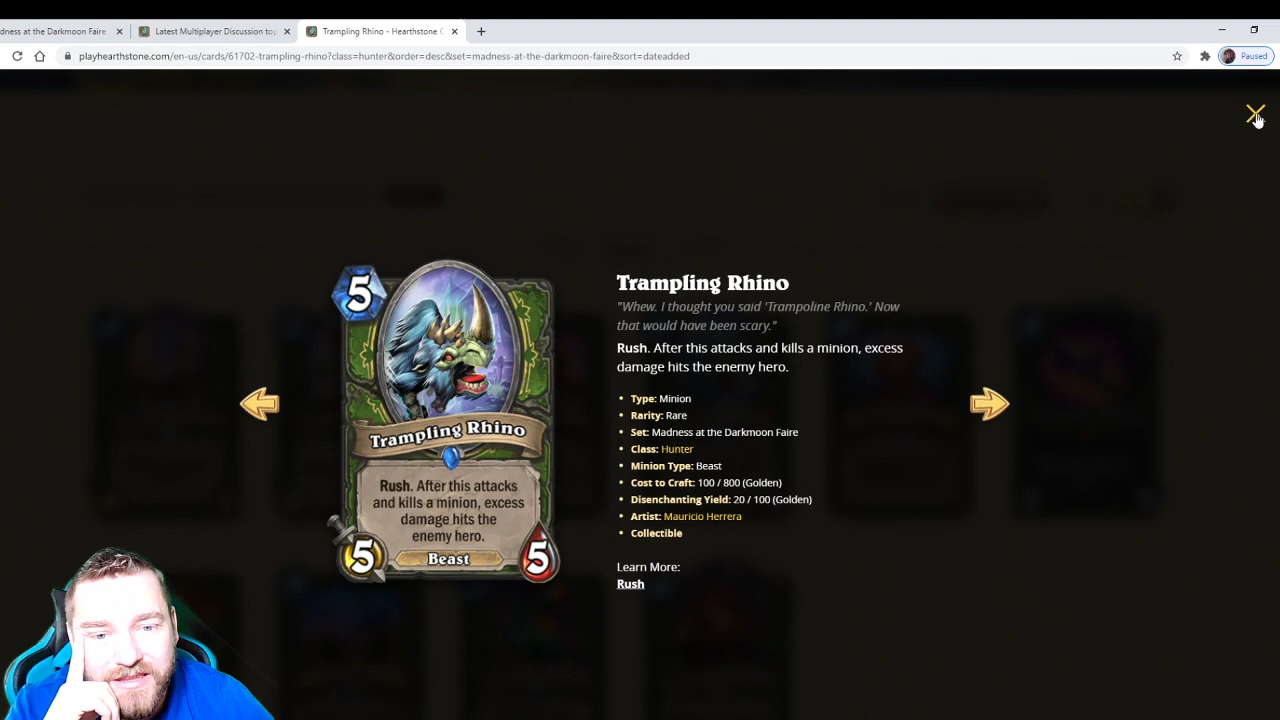 dness at the Darkmoon Faire
Latest Multiplayer Discussion top
Trampling Rhino - Hearthstone C
playhearthstone.com/en-us/cards/61702-trampling-rhino?class=hunter&order=desc&set=madness-at-the-darkmoon-faire&sort=dateadded
Paused
5
Trampling Rhino
Rush. After this attacks
and kills a minion, excess
damage hits the
enemy hero.
5
Beast
5
Trampling Rhino
"Whew. I thought you said 'Trampoline Rhino.' Now
that would have been scary."
Rush. After this attacks and kills a minion, excess
damage hits the enemy hero.
• Type: Minion
• Rarity: Rare
• Set: Madness at the Darkmoon Faire
• Class: Hunter
• Minion Type: Beast
• Cost to Craft: 100 / 800 (Golden)
• Disenchanting Yield: 20 / 100 (Golden)
• Artist: Mauricio Herrera
• Collectible
Learn More:
Rush